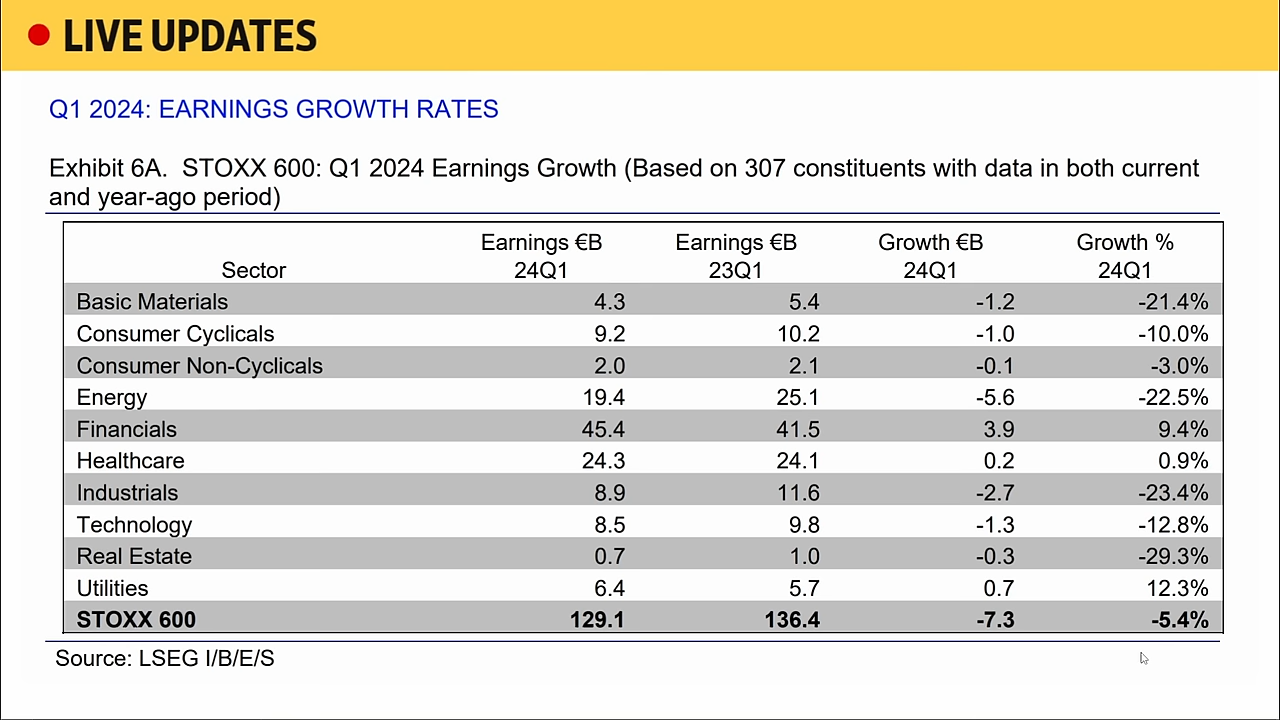 LIVE UPDATES
Q1 2024: EARNINGS GROWTH RATES
Exhibit 6A. STOXX 600: Q1 2024 Earnings Growth (Based on 307 constituents with data in both current
and year-ago period)
Earnings €B Earnings €B Growth €B Growth %
Sector 24Q1 23Q1 24Q1 24Q1
Basic Materials 4.3 5.4 -1.2 -21.4%
Consumer Cyclicals 9.2 10.2 -1.0 -10.0%
Consumer Non-Cyclicals 2.0 2.1 -0.1 -3.0%
Energy 19.4 25.1 -5.6 -22.5%
Financials 45.4 41.5 3.9 9.4%
Healthcare 24.3 24.1 0.2 0.9%
Industrials 8.9 11.6 -2.7 -23.4%
Technology 8.5 9.8 -1.3 -12.8%
Real Estate 0.7 1.0 -0.3 -29.3%
Utilities 6.4 5.7 0.7 12.3%
STOXX 600 129.1 136.4 -7.3 -5.4%
Source: LSEG I/B/E/S